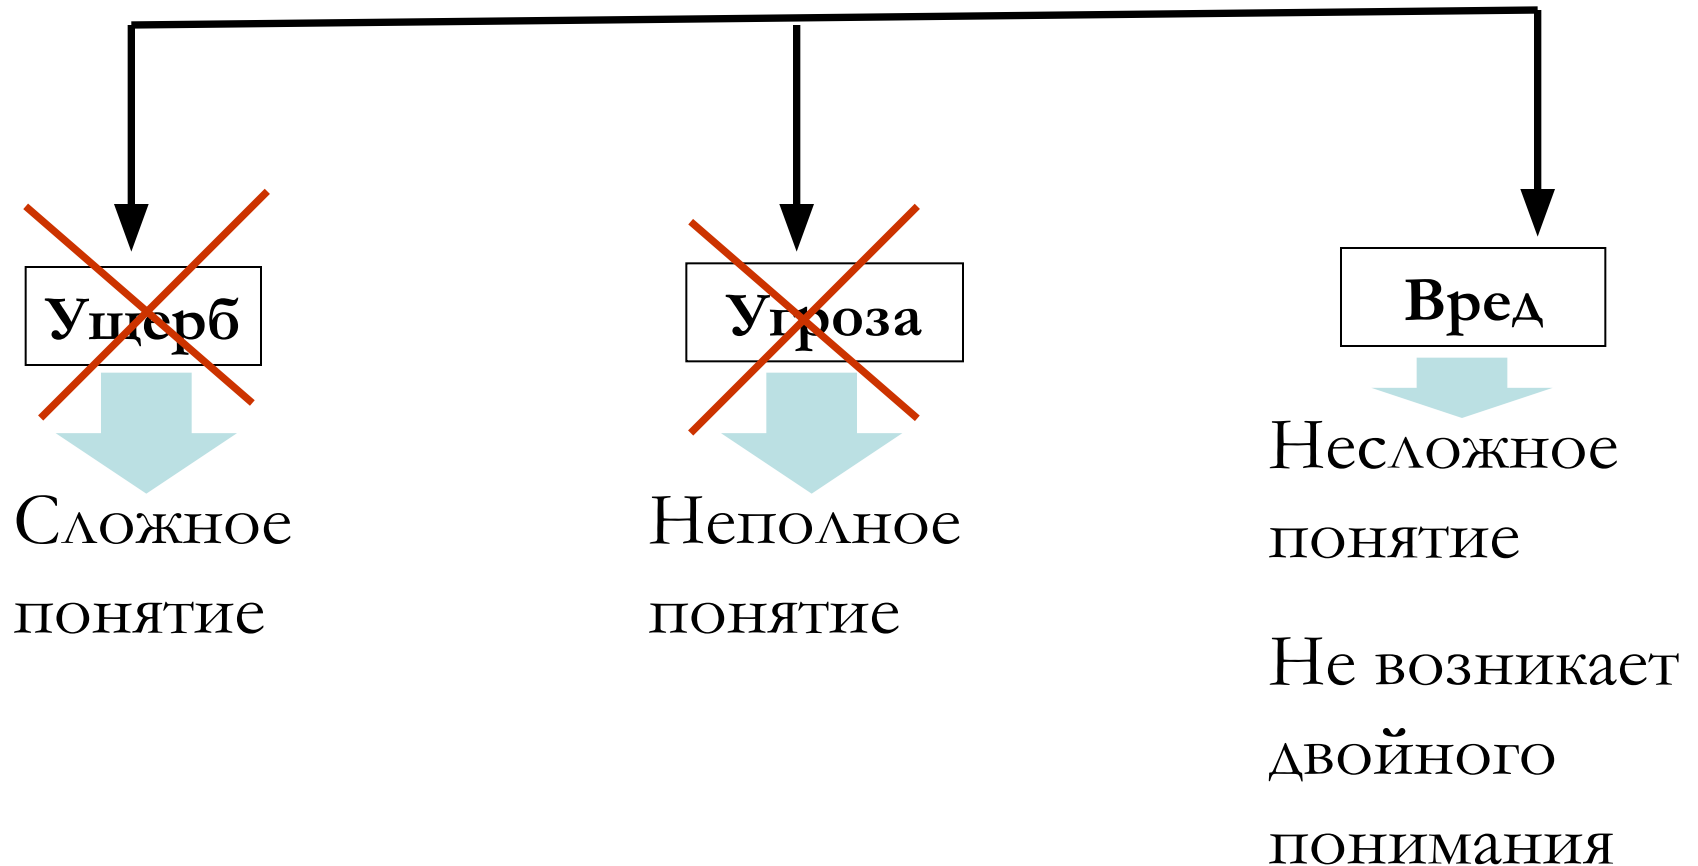 Ущерб
Угроза
Вред
Сложное
понятие
Неполное
понятие
Несложное
понятие
Не возникает
двойного
понимания